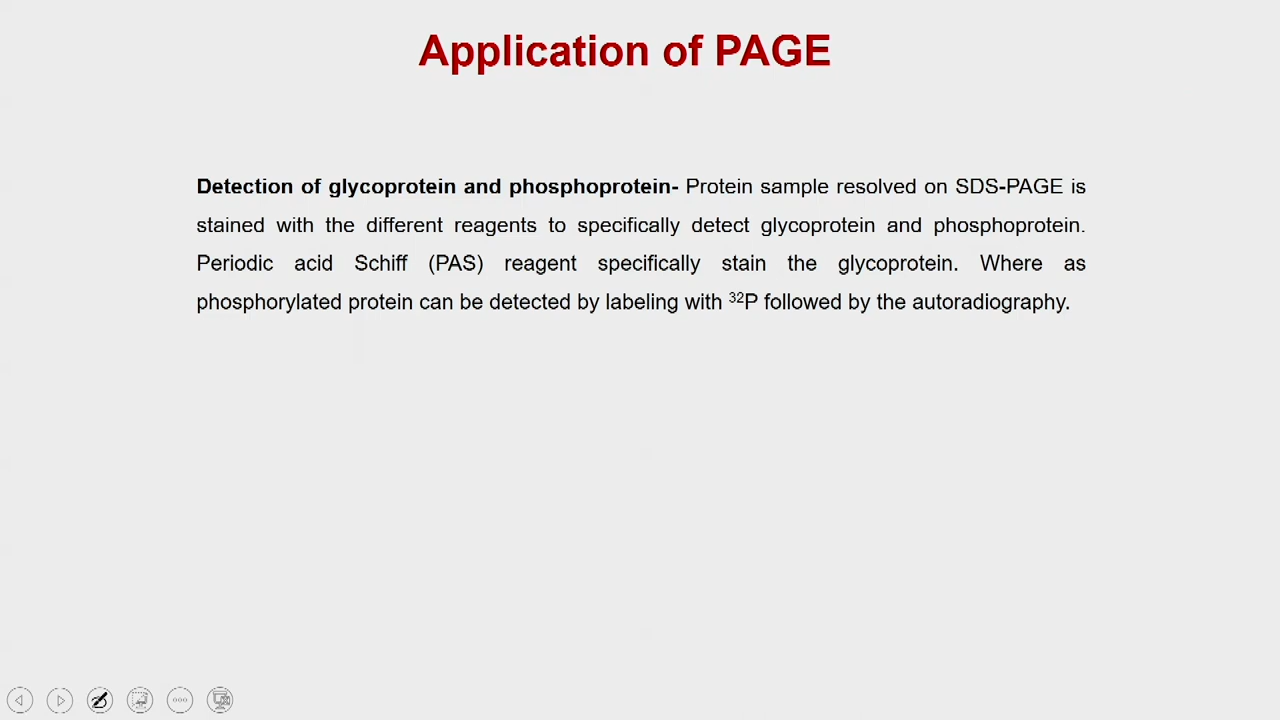 Application of PAGE
Detection of glycoprotein and phosphoprotein- Protein sample resolved on SDS-PAGE is
stained with the different reagents to specifically detect glycoprotein and phosphoprotein.
Periodic acid Schiff (PAS) reagent specifically stain the glycoprotein. Where as
phosphorylated protein can be detected by labeling with ³²P followed by the autoradiography.